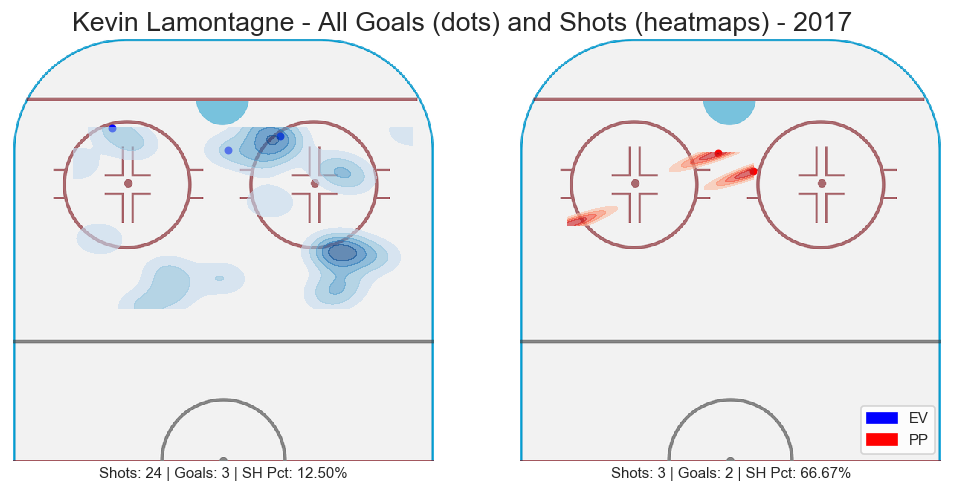 Kevin Lamontagne - All Goals (dots) and Shots (heatmaps) - 2017
EV
PP
Shots: 24 | Goals: 3 | SH Pct: 12.50%
Shots: 3 | Goals: 2 | SH Pct: 66.67%